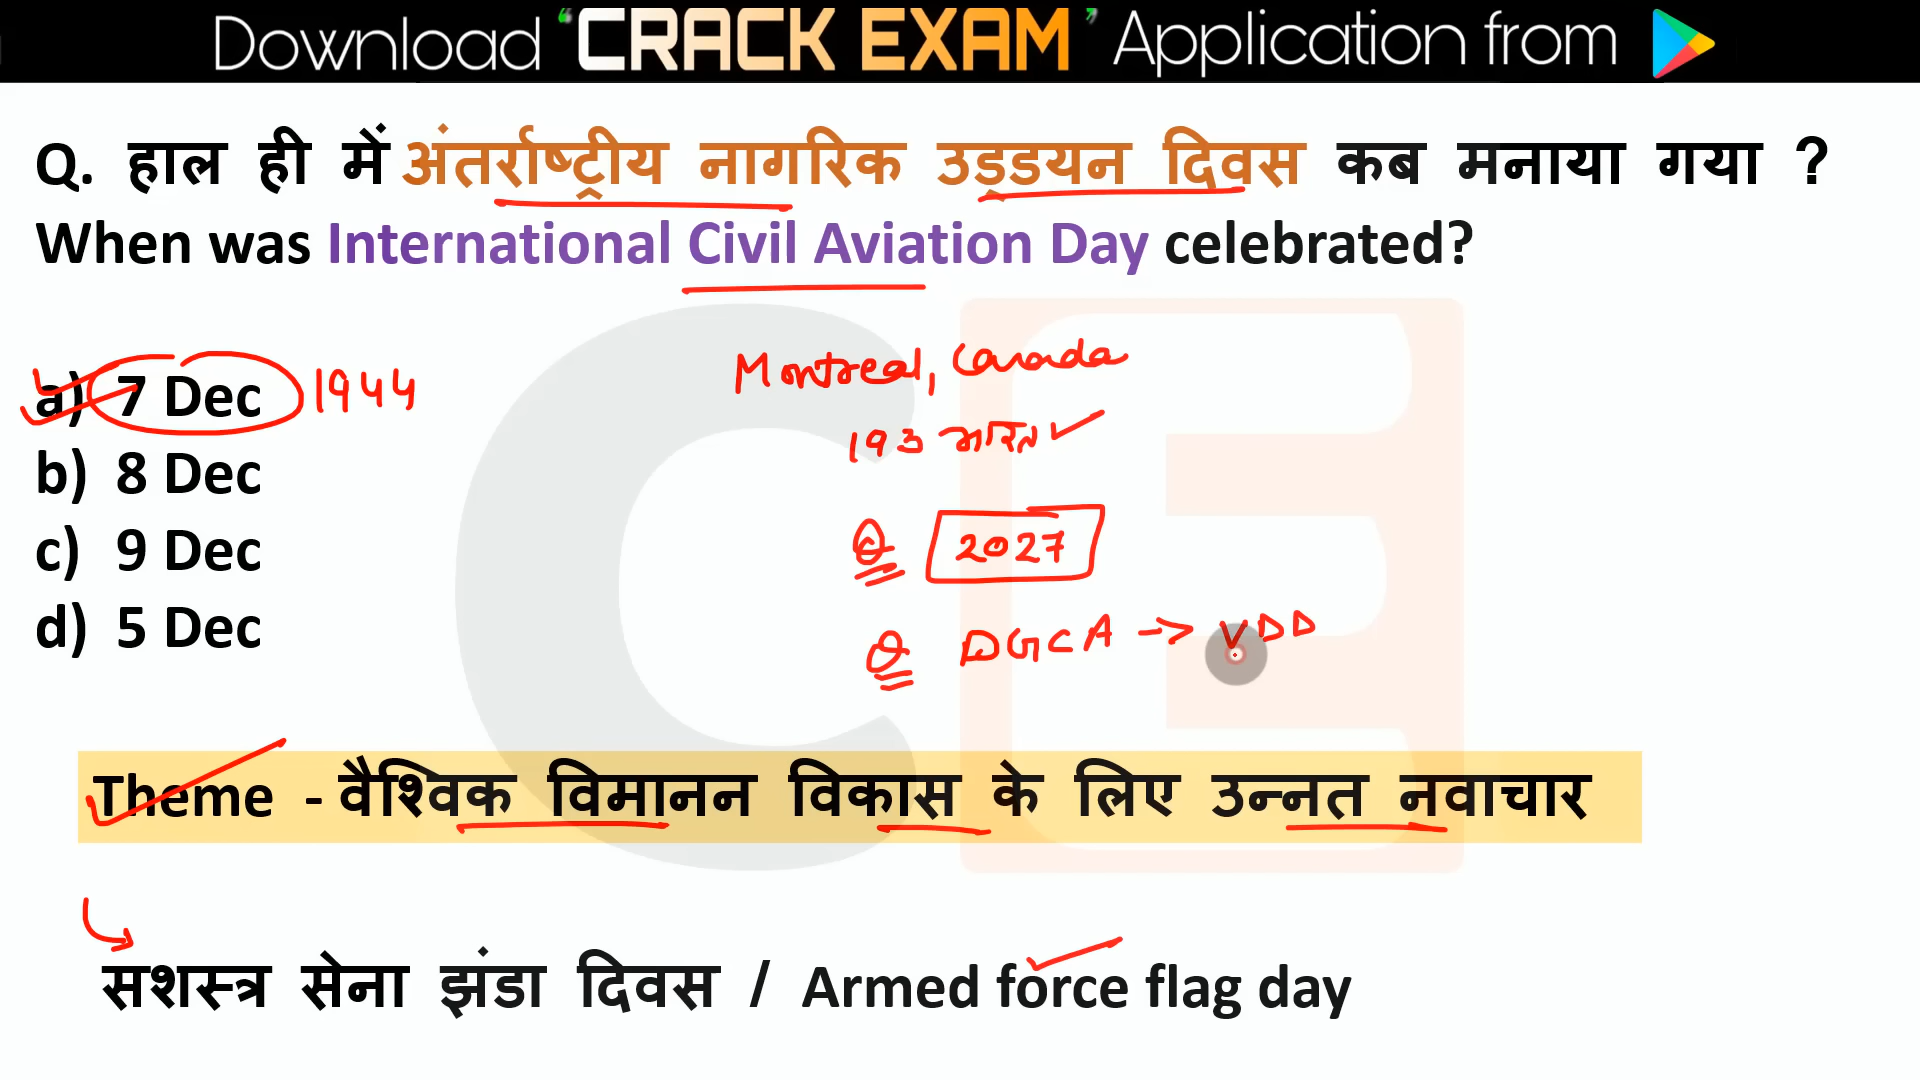 Download ‘CRACK EXAM’ Application from
Q. हाल ही में अंतर्राष्ट्रीय नागरिक उड्डयन दिवस कब मनाया गया ?
When was International Civil Aviation Day celebrated?
a) 7 Dec 1944
b) 8 Dec
c) 9 Dec
d) 5 Dec
Montreal, Canada
193
Q 2027
Q DGCA → VDD
Theme - वैश्विक विमानन विकास के लिए उन्नत नवाचार
सशस्त्र सेना झंडा दिवस / Armed force flag day
CE